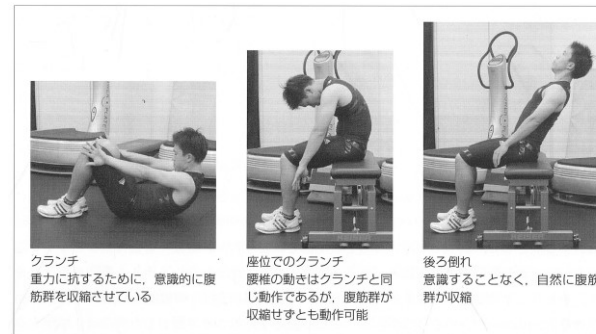 クランチ
重力に抗するために，意識的に腹
筋群を収縮させている
座位でのクランチ
腰椎の動きはクランチと同
じ動作であるが，腹筋群が
収縮せずとも動作可能
後ろ倒れ
意識することなく，自然に腹筋
群が収縮